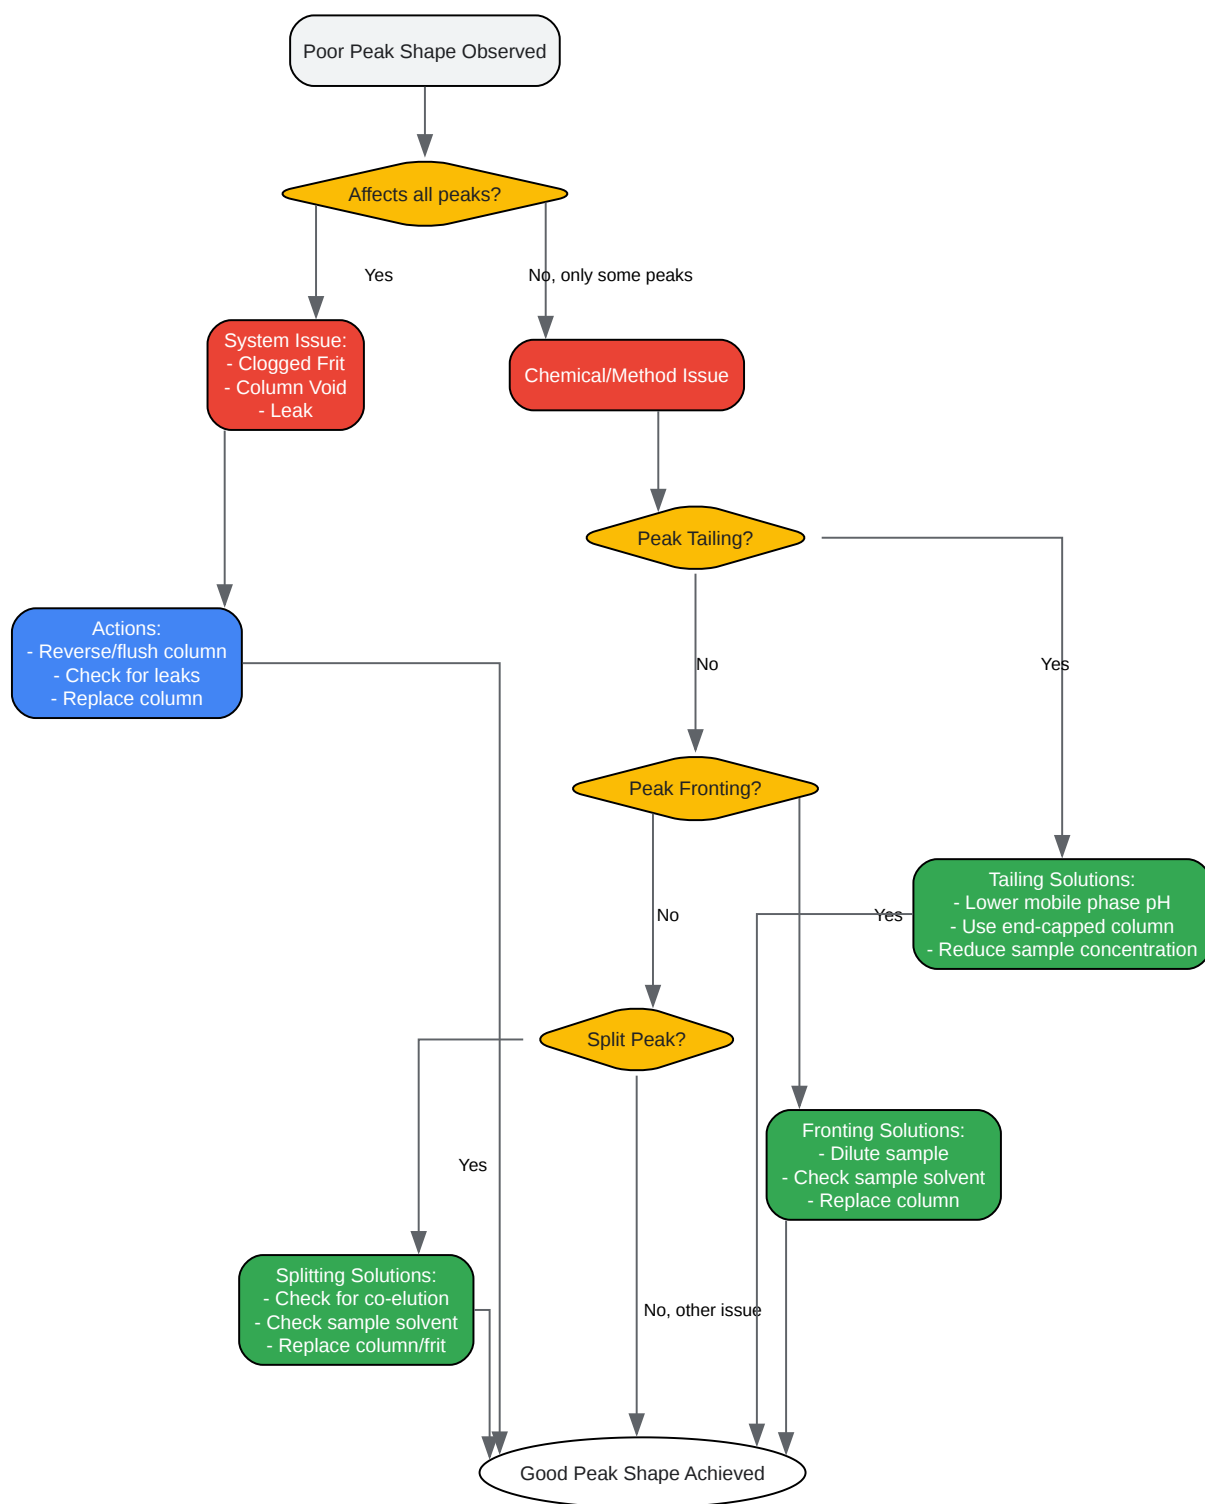 Poor Peak Shape Observed
Affects all peaks?
Yes
No, only some peaks
System Issue:
- Clogged Frit
- Column Void
- Leak
Chemical/Method Issue
Peak Tailing?
Actions:
- Reverse/flush column
- Check for leaks
- Replace column
No
Yes
Peak Fronting?
Tailing Solutions:
- Lower mobile phase pH
- Use end-capped column
- Reduce sample concentration
No
Yes
Split Peak?
Fronting Solutions:
- Dilute sample
- Check sample solvent
- Replace column
Yes
Splitting Solutions:
- Check for co-elution
- Check sample solvent
- Replace column/frit
No, other issue
Good Peak Shape Achieved